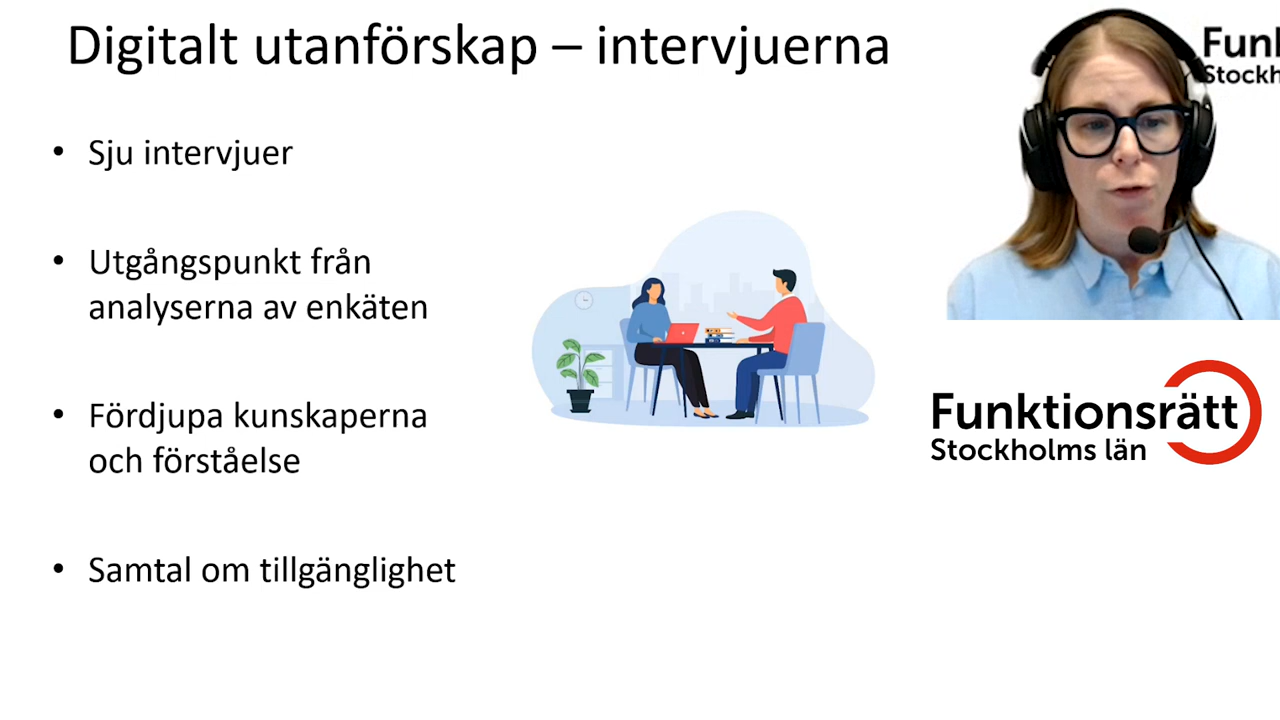 Digitalt utanförskap – intervjuerna
• Sju intervjuer
• Utgångspunkt från
analyserna av enkäten
• Fördjupa kunskaperna
och förståelse
• Samtal om tillgänglighet
Funktionsrätt
Stockholms län